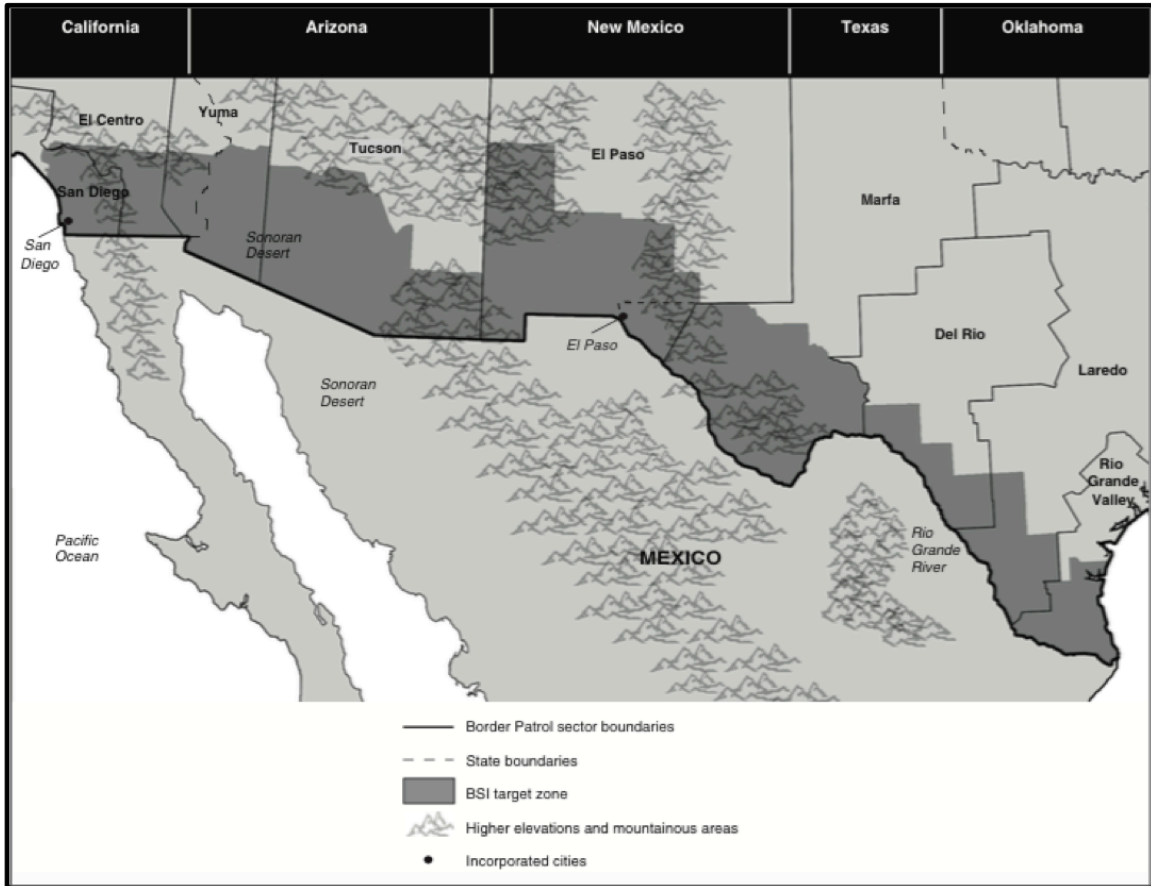 California
Arizona
New Mexico
Texas
Oklahoma
El Centro
Yuma
Tucson
El Paso
San Diego
Marfa
San
Diego
Sonoran
Desert
El Paso
Del Rio
Sonoran
Desert
Laredo
Rio
Grande
Valley
Pacific
Ocean
MEXICO
Rio
Grande
River
Border Patrol sector boundaries
State boundaries
BSI target zone
Higher elevations and mountainous areas
Incorporated cities